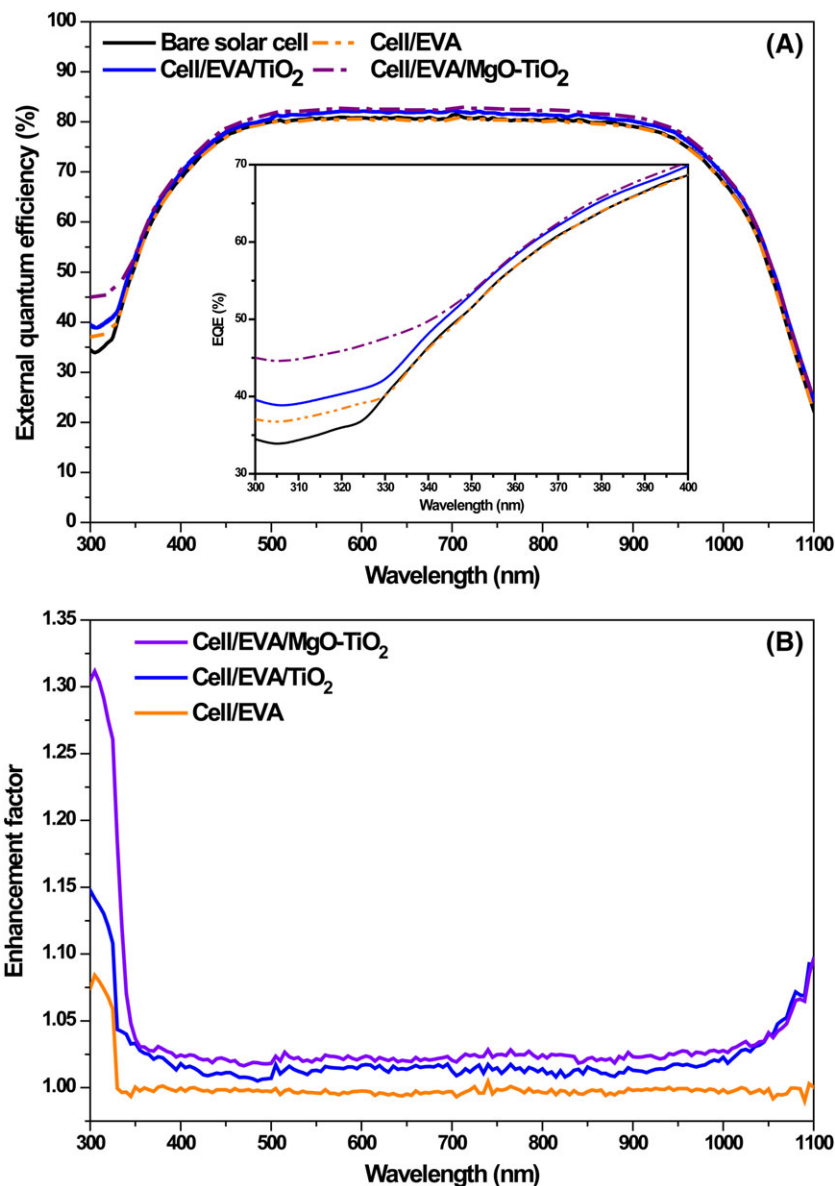 Bare solar cell
Cell/EVA
(A)
Cell/EVA/TiO2
Cell/EVA/MgO-TiO2
External quantum efficiency (%)
100
90
80
70
60
50
40
30
20
10
0
300 400 500 600 700 800 900 1000 1100
Wavelength (nm)
EQE (%)
70
60
50
40
30
300 310 320 330 340 350 360 370 380 390 400
Wavelength (nm)
(B)
Cell/EVA/MgO-TiO2
Cell/EVA/TiO2
Cell/EVA
Enhancement factor
1.35
1.30
1.25
1.20
1.15
1.10
1.05
1.00
300 400 500 600 700 800 900 1000 1100
Wavelength (nm)